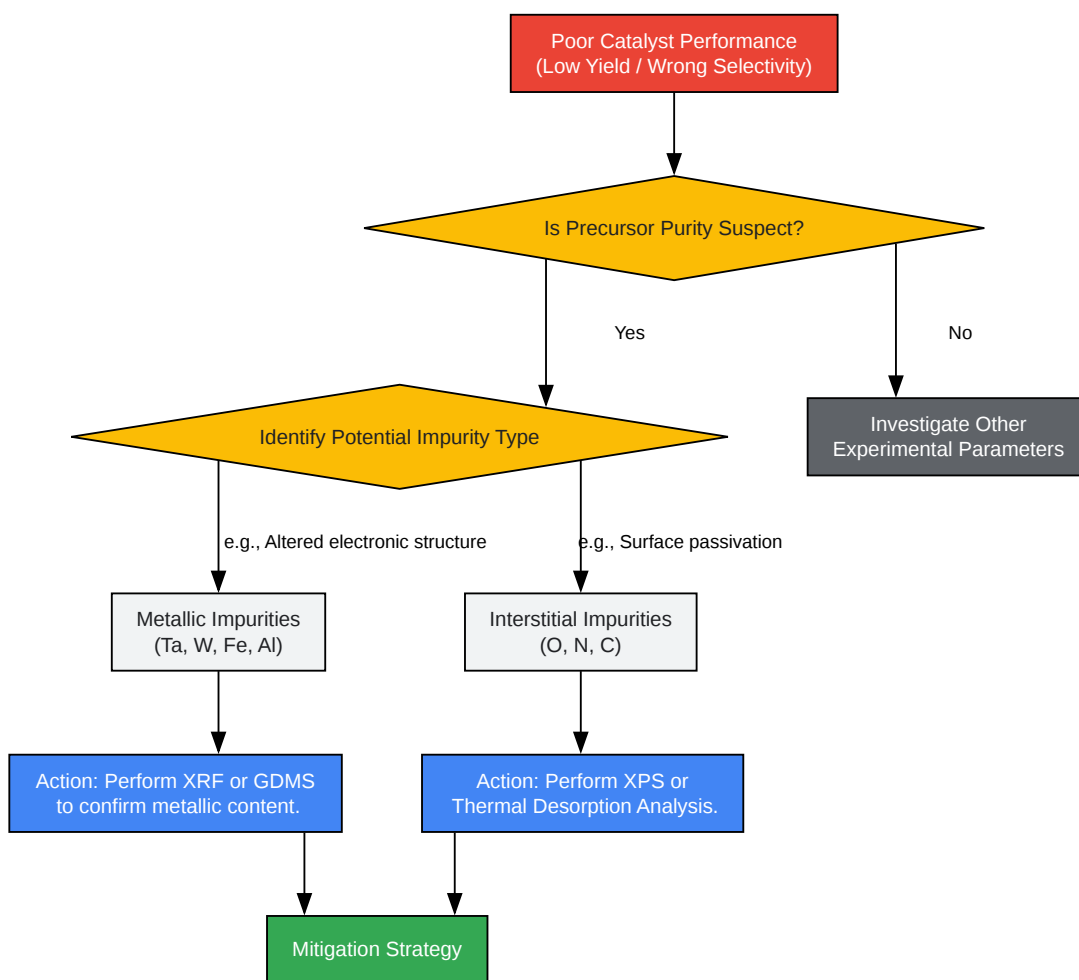 Poor Catalyst Performance
(Low Yield / Wrong Selectivity)
Is Precursor Purity Suspect?
Yes
No
Identify Potential Impurity Type
Investigate Other
Experimental Parameters
e.g., Altered electronic structure
e.g., Surface passivation
Metallic Impurities
(Ta, W, Fe, Al)
Interstitial Impurities
(O, N, C)
Action: Perform XRF or GDMS
to confirm metallic content.
Action: Perform XPS or
Thermal Desorption Analysis.
Mitigation Strategy